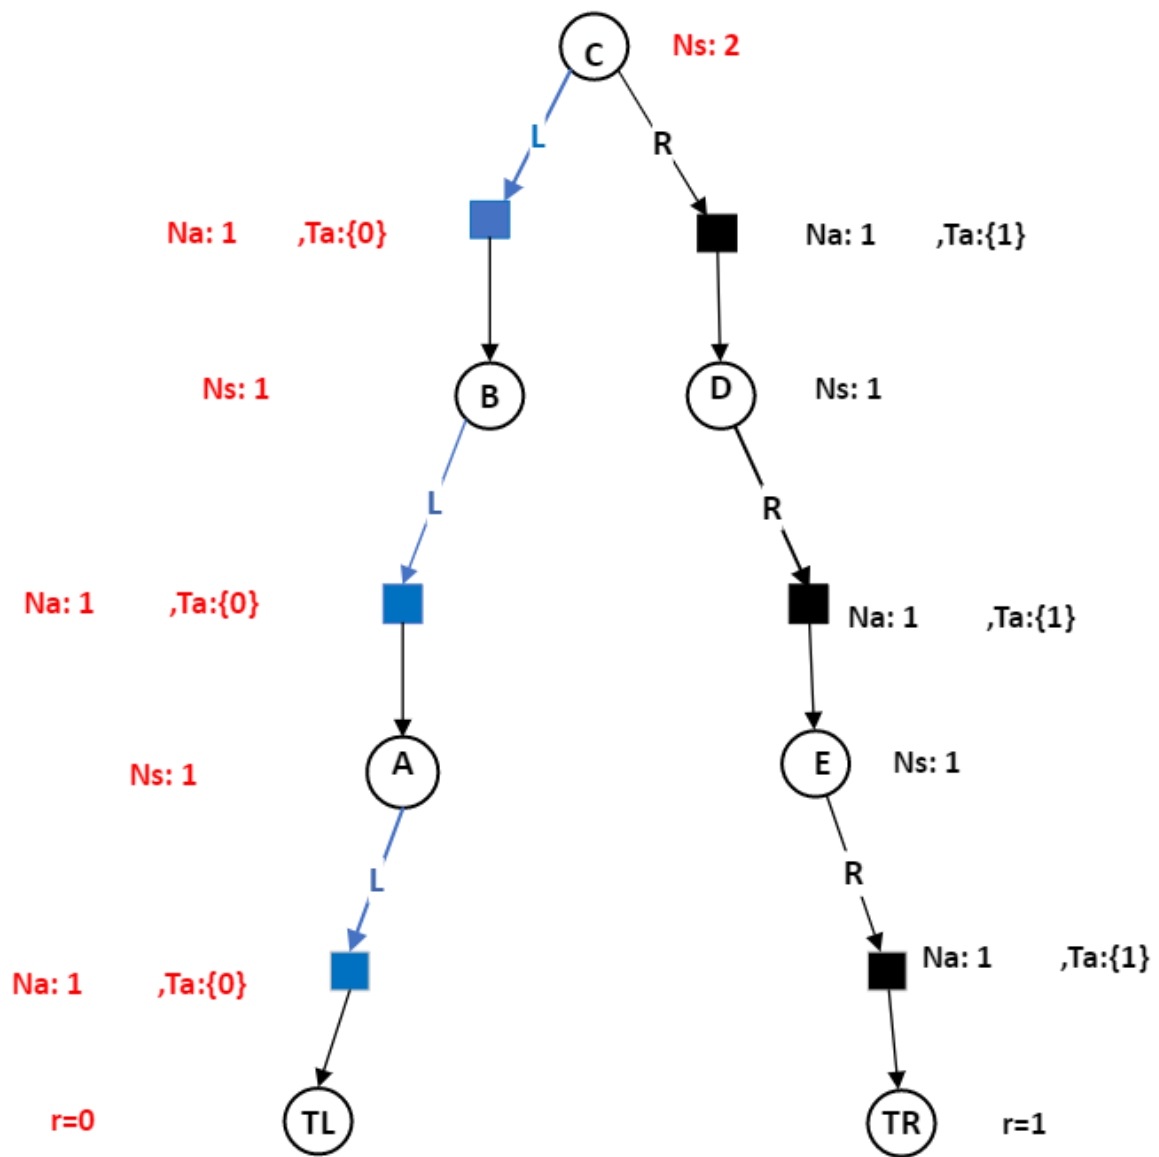 C Ns: 2
L R
Na: 1 ,Ta:{0} Na: 1 ,Ta:{1}
Ns: 1 B D Ns: 1
L R
Na: 1 ,Ta:{0} Na: 1 ,Ta:{1}
Ns: 1 A E Ns: 1
L R
Na: 1 ,Ta:{0} Na: 1 ,Ta:{1}
r=0 TL TR r=1